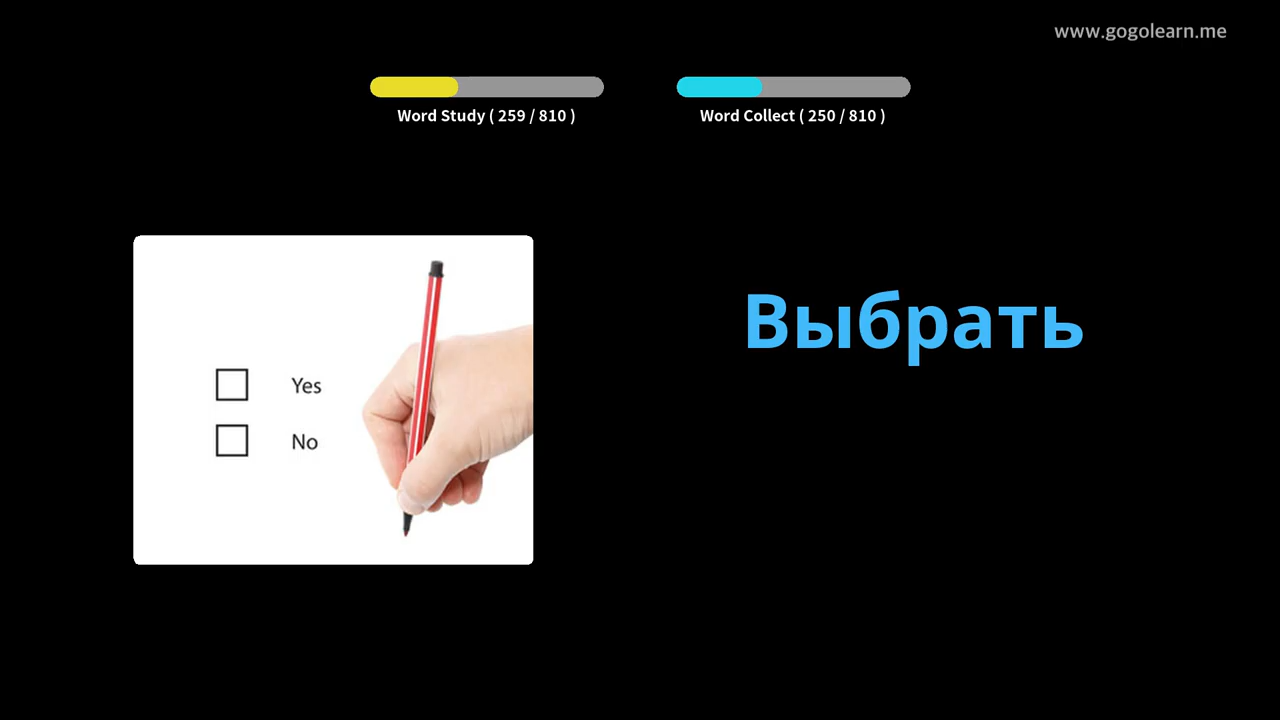 www.gogolearn.me
Word Study ( 259 / 810 )
Word Collect ( 250 / 810 )
Yes
No
Выбрать